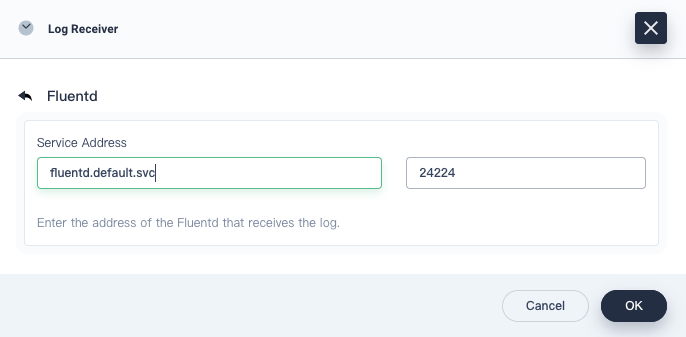 Log Receiver
Fluentd
Service Address
fluentd.default.svc
24224
Enter the address of the Fluentd that receives the log.
Cancel
OK